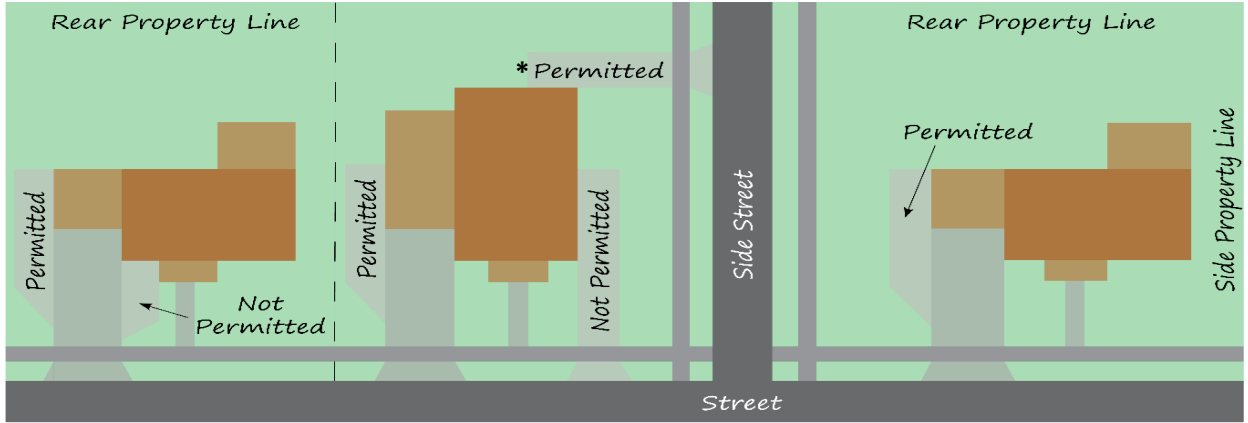 Rear Property Line
Rear Property Line
* Permitted
Permitted
Permitted
Permitted
Not Permitted
Side Street
Side Property Line
Not
Permitted
Street